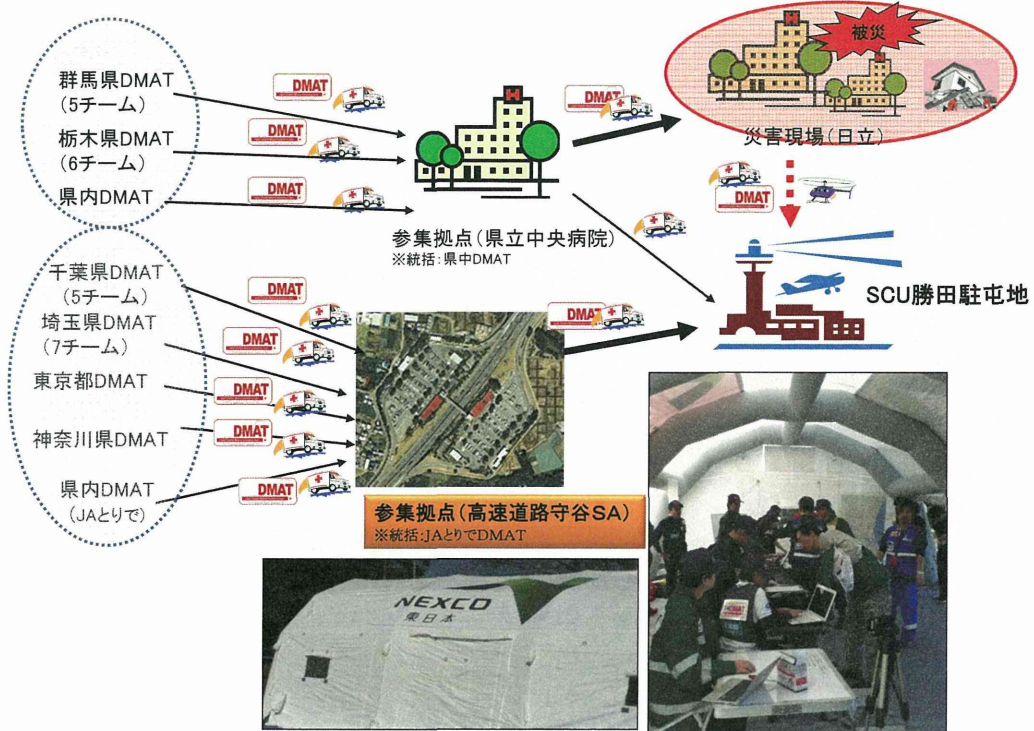 群馬県DMAT
(5チーム)
栃木県DMAT
(6チーム)
県内DMAT
DMAT
DMAT
DMAT
H
参集拠点(県立中央病院)
※統括:県中DMAT
DMAT
被災
災害現場(日立)
DMAT
SCU勝田駐屯地
千葉県DMAT
(5チーム)
埼玉県DMAT
(7チーム)
東京都DMAT
神奈川県DMAT
県内DMAT
(JAとりで)
DMAT
DMAT
DMAT
DMAT
DMAT
DMAT
参集拠点(高速道路守谷SA)
※統括:JAとりでDMAT
NEXCO
東日本